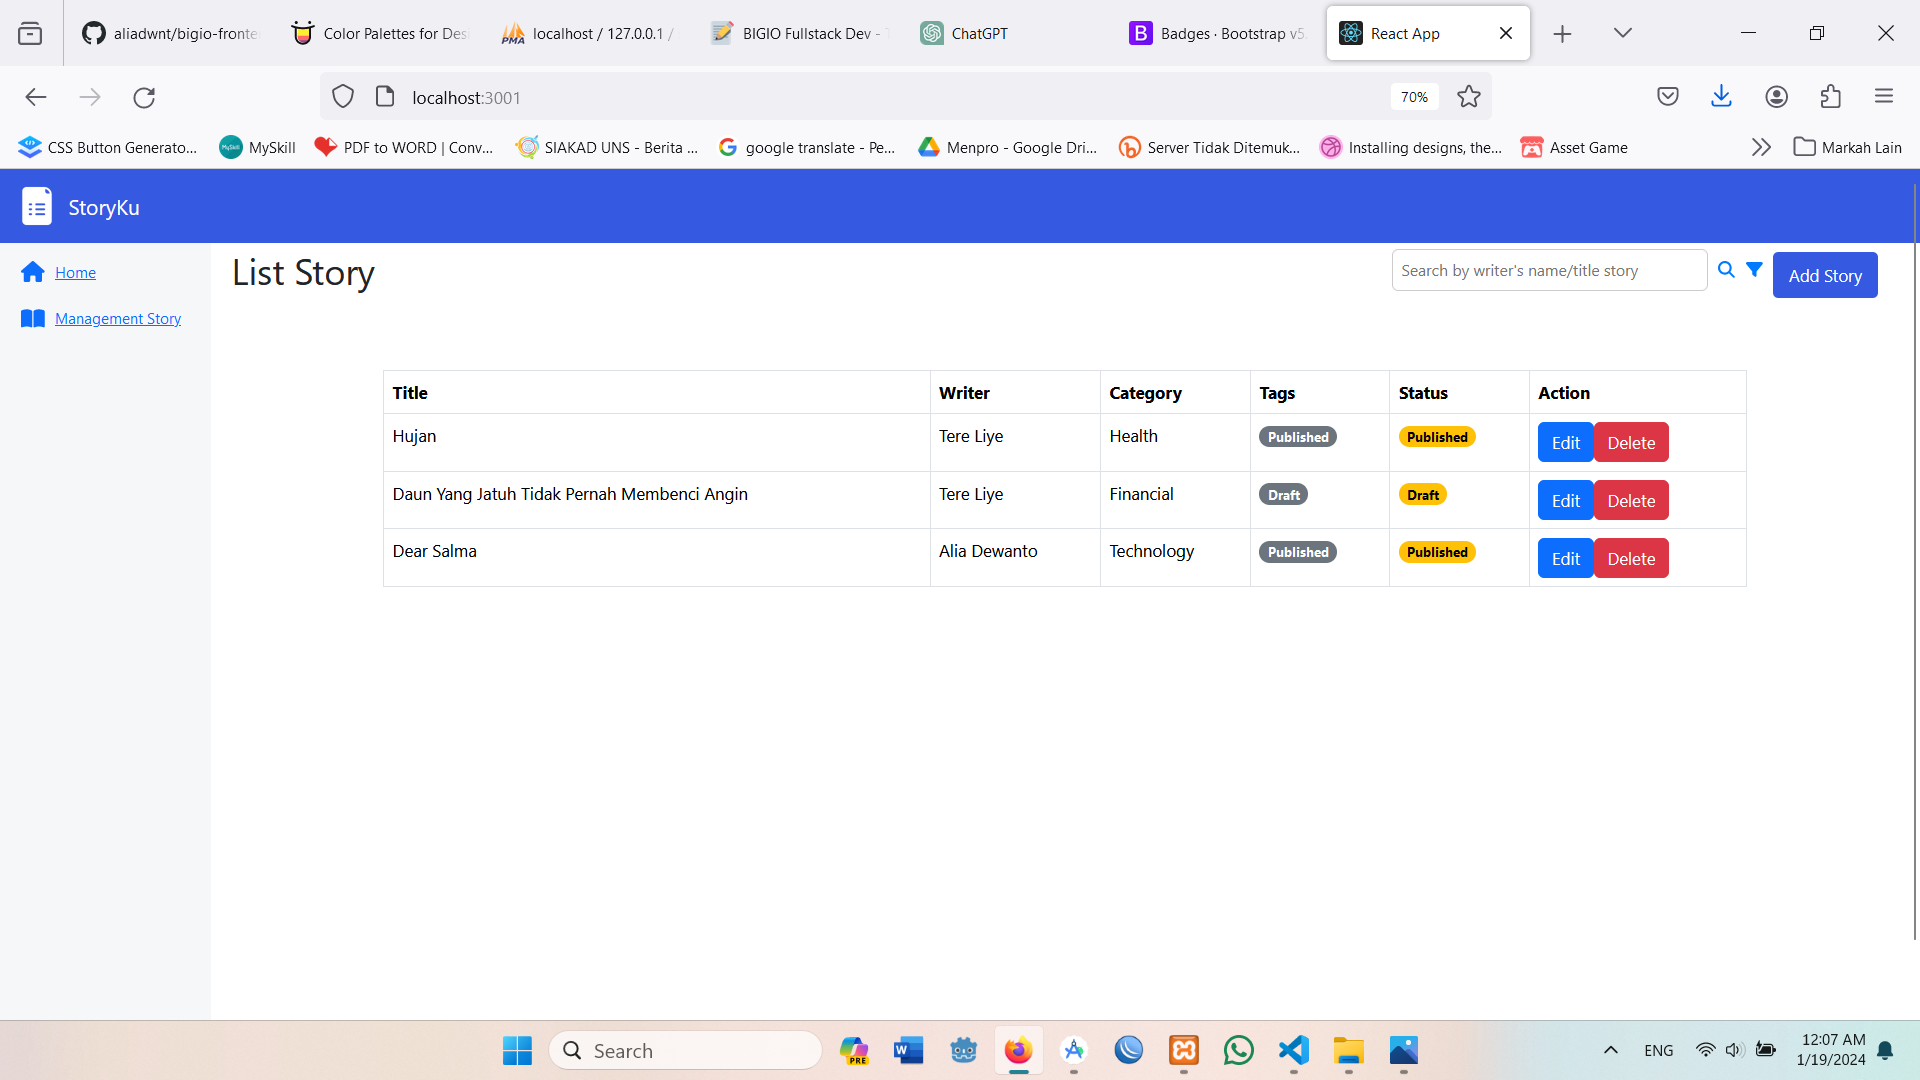 aliadwnt/bigio-fronte
Color Palettes for Des
localhost / 127.0.0.1 /
BIGIO Fullstack Dev - T
ChatGPT
Badges · Bootstrap v5.
React App
localhost:3001
70%
CSS Button Generato...
MySkill
PDF to WORD | Conv...
SIAKAD UNS - Berita ...
google translate - Pe...
Menpro - Google Dri...
Server Tidak Ditemuk...
Installing designs, the...
Asset Game
Markah Lain
StoryKu
Home
Management Story
List Story
Search by writer's name/title story
Add Story
Title Writer Category Tags Status Action
Hujan Tere Liye Health Published Published Edit Delete
Daun Yang Jatuh Tidak Pernah Membenci Angin Tere Liye Financial Draft Draft Edit Delete
Dear Salma Alia Dewanto Technology Published Published Edit Delete
Search
PRE
ENG
12:07 AM
1/19/2024